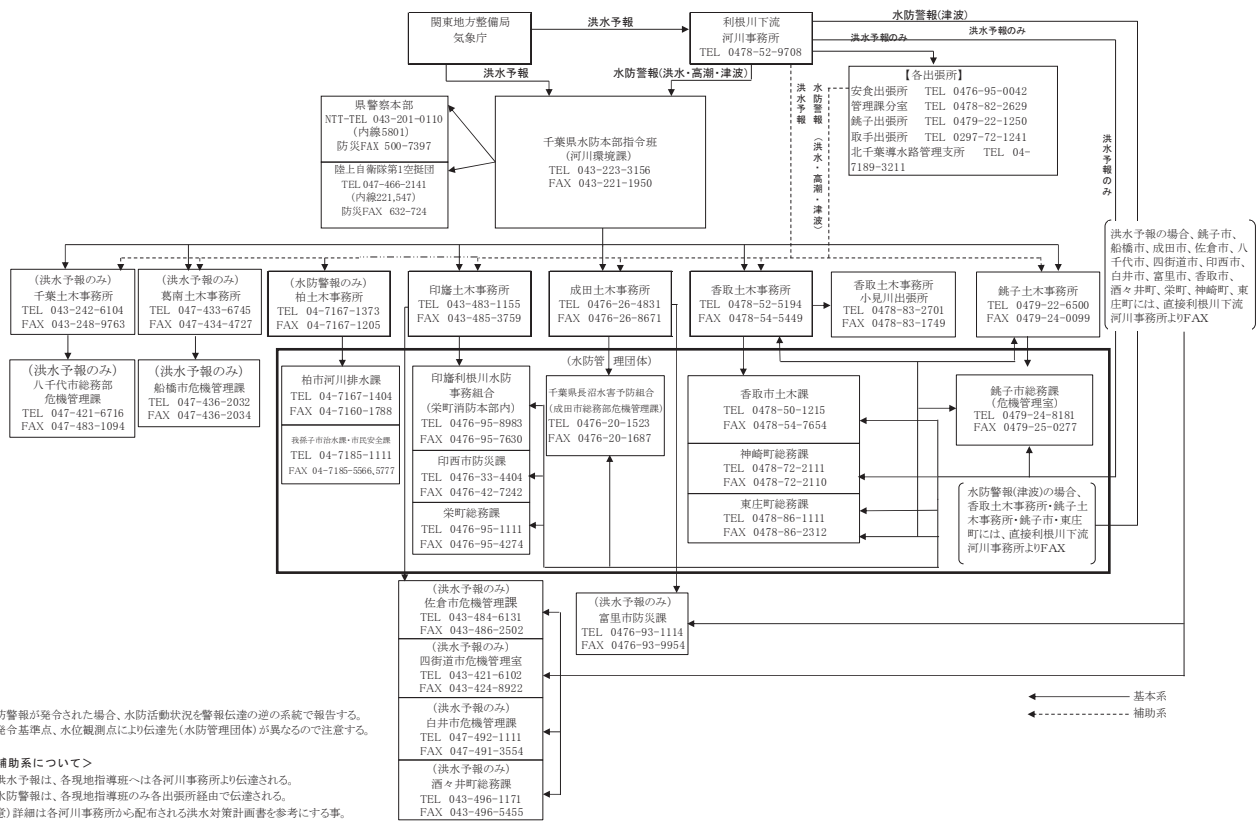 関東地方整備局
気象庁
洪水予報
利根川下流
河川事務所
TEL 0478-52-9708
水防警報(津波)
洪水予報のみ
洪水予報のみ
洪水予報
水防警報(洪水・高潮・津波)
【各出張所】
安食出張所 TEL 0476-95-0042
管理課分室 TEL 0478-82-2629
銚子出張所 TEL 0479-22-1250
取手出張所 TEL 0297-72-1241
北千葉導水路管理支所 TEL 04-
7189-3211
県警察本部
NTT-TEL 043-201-0110
(内線5801)
防災FAX 500-7397
陸上自衛隊第1空挺団
TEL 047-466-2141
(内線221,547)
防災FAX 632-724
千葉県水防本部指令班
(河川環境課)
TEL 043-223-3156
FAX 043-221-1950
洪水予報
水防警報(洪水・高潮・津波)
洪水予報のみ
洪水予報の場合、銚子市、
船橋市、成田市、佐倉市、八
千代市、四街道市、印西市、
白井市、富里市、香取市、
酒々井町、栄町、神崎町、東
庄町には、直接利根川下流
河川事務所よりFAX
(洪水予報のみ)
千葉土木事務所
TEL 043-242-6104
FAX 043-248-9763
(洪水予報のみ)
葛南土木事務所
TEL 047-433-6745
FAX 047-434-4727
(水防警報のみ)
柏土木事務所
TEL 04-7167-1373
FAX 04-7167-1205
印旛土木事務所
TEL 043-483-1155
FAX 043-485-3759
成田土木事務所
TEL 0476-26-4831
FAX 0476-26-8671
香取土木事務所
TEL 0478-52-5194
FAX 0478-54-5449
香取土木事務所
小見川出張所
TEL 0478-83-2701
FAX 0478-83-1749
銚子土木事務所
TEL 0479-22-6500
FAX 0479-24-0099
(洪水予報のみ)
八千代市総務部
危機管理課
TEL 047-421-6716
FAX 047-483-1094
(洪水予報のみ)
船橋市危機管理課
TEL 047-436-2032
FAX 047-436-2034
(水防管 理団体)
柏市河川排水課
TEL 04-7167-1404
FAX 04-7160-1788
我孫子市治水課・市民安全課
TEL 04-7185-1111
FAX 04-7185-5566,5777
印旛利根川水防
事務組合
(栄町消防本部内)
TEL 0476-95-8983
FAX 0476-95-7630
印西市防災課
TEL 0476-33-4404
FAX 0476-42-7242
栄町総務課
TEL 0476-95-1111
FAX 0476-95-4274
千葉県長沼水害予防組合
(成田市総務部危機管理課)
TEL 0476-20-1523
FAX 0476-20-1687
香取市土木課
TEL 0478-50-1215
FAX 0478-54-7654
神崎町総務課
TEL 0478-72-2111
FAX 0478-72-2110
東庄町総務課
TEL 0478-86-1111
FAX 0478-86-2312
銚子市総務課
(危機管理室)
TEL 0479-24-8181
FAX 0479-25-0277
水防警報(津波)の場合、
香取土木事務所・銚子土
木事務所・銚子市・東庄
町には、直接利根川下流
河川事務所よりFAX
(洪水予報のみ)
佐倉市危機管理課
TEL 043-484-6131
FAX 043-486-2502
(洪水予報のみ)
四街道市危機管理室
TEL 043-421-6102
FAX 043-424-8922
(洪水予報のみ)
白井市危機管理課
TEL 047-492-1111
FAX 047-491-3554
(洪水予報のみ)
酒々井町総務課
TEL 043-496-1171
FAX 043-496-5455
(洪水予報のみ)
富里市防災課
TEL 0476-93-1114
FAX 0476-93-9954
基本系
補助系
防警報が発令された場合、水防活動状況を警報伝達の逆の系統で報告する。
発令基準点、水位観測点により伝達先(水防管理団体)が異なるので注意する。
補助系について>
洪水予報は、各現地指導班へは各河川事務所より伝達される。
水防警報は、各現地指導班のみ各出張所経由で伝達される。
意)詳細は各河川事務所から配布される洪水対策計画書を参考にする事。